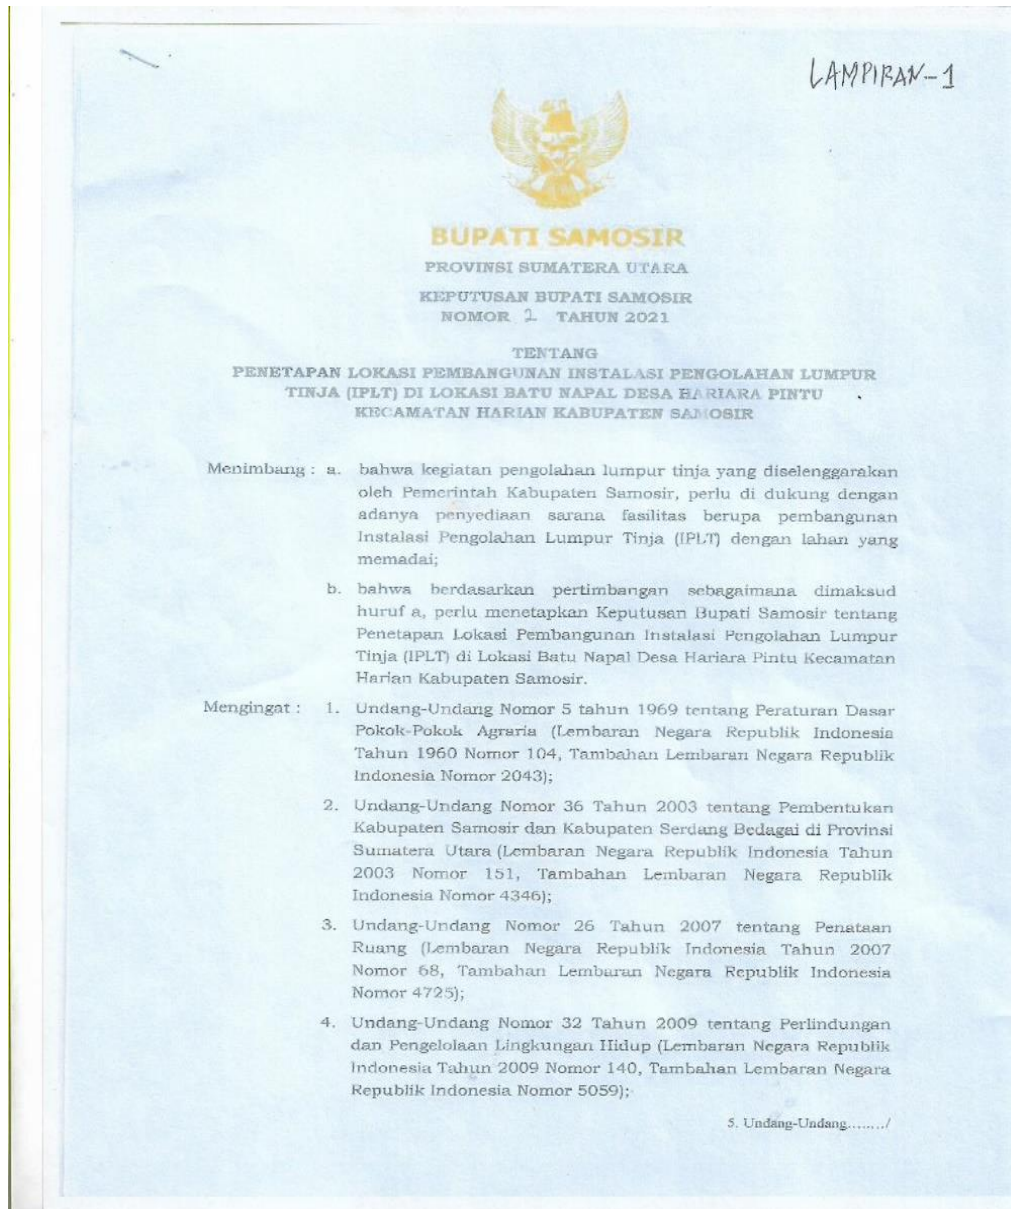 LAMPIRAN-1
BUPATI SAMOSIR
PROVINSI SUMATERA UTARA
KEPUTUSAN BUPATI SAMOSIR
NOMOR 2 TAHUN 2021
TENTANG
PENETAPAN LOKASI PEMBANGUNAN INSTALASI PENGOLAHAN LUMPUR
TINJA (IPLT) DI LOKASI BATU NAPAL DESA HARIARA PINTU
KECAMATAN HARIAN KABUPATEN SAMOSIR
Menimbang : a. bahwa kegiatan pengolahan lumpur tinja yang diselenggarakan
oleh Pemerintah Kabupaten Samosir, perlu di dukung dengan
adanya penyediaan sarana fasilitas berupa pembangunan
Instalasi Pengolahan Lumpur Tinja (IPLT) dengan lahan yang
memadai;
b. bahwa berdasarkan pertimbangan sebagaimana dimaksud
huruf a, perlu menetapkan Keputusan Bupati Samosir tentang
Penetapan Lokasi Pembangunan Instalasi Pengolahan Lumpur
Tinja (IPLT) di Lokasi Batu Napal Desa Hariara Pintu Kecamatan
Harian Kabupaten Samosir.
Mengingat : 1. Undang-Undang Nomor 5 tahun 1969 tentang Peraturan Dasar
Pokok-Pokok Agraria (Lembaran Negara Republik Indonesia
Tahun 1960 Nomor 104, Tambahan Lembaran Negara Republik
Indonesia Nomor 2043);
2. Undang-Undang Nomor 36 Tahun 2003 tentang Pembentukan
Kabupaten Samosir dan Kabupaten Serdang Bedagai di Provinsi
Sumatera Utara (Lembaran Negara Republik Indonesia Tahun
2003 Nomor 151, Tambahan Lembaran Negara Republik
Indonesia Nomor 4346);
3. Undang-Undang Nomor 26 Tahun 2007 tentang Penataan
Ruang (Lembaran Negara Republik Indonesia Tahun 2007
Nomor 68, Tambahan Lembaran Negara Republik Indonesia
Nomor 4725);
4. Undang-Undang Nomor 32 Tahun 2009 tentang Perlindungan
dan Pengelolaan Lingkungan Hidup (Lembaran Negara Republik
Indonesia Tahun 2009 Nomor 140, Tambahan Lembaran Negara
Republik Indonesia Nomor 5059);
5. Undang-Undang......../